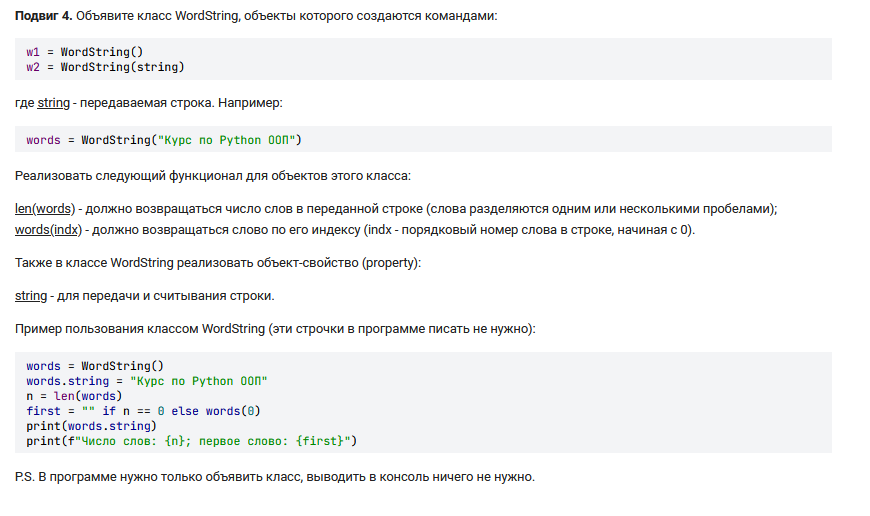 Подвиг 4. Объявите класс WordString, объекты которого создаются командами:
w1 = WordString()
w2 = WordString(string)
где string - передаваемая строка. Например:
words = WordString("Курс по Python ООП")
Реализовать следующий функционал для объектов этого класса:
len(words) - должно возвращаться число слов в переданной строке (слова разделяются одним или несколькими пробелами);
words(indx) - должно возвращаться слово по его индексу (indx - порядковый номер слова в строке, начиная с 0).
Также в классе WordString реализовать объект-свойство (property):
string - для передачи и считывания строки.
Пример пользования классом WordString (эти строчки в программе писать не нужно):
words = WordString()
words.string = "Курс по Python ООП"
n = len(words)
first = "" if n == 0 else words(0)
print(words.string)
print(f"Число слов: {n}; первое слово: {first}")
P.S. В программе нужно только объявить класс, выводить в консоль ничего не нужно.